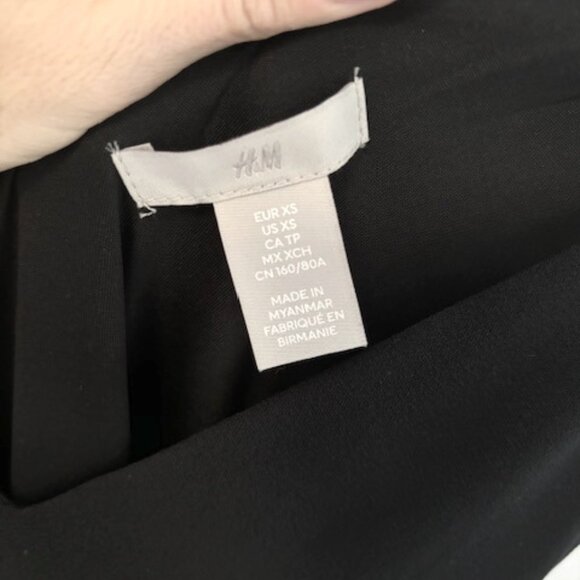 H&M
EUR XS
US XS
CA TP
MX XCH
CN 160/80A
MADE IN
MYANMAR
FABRIQUÉ EN
BIRMANIE